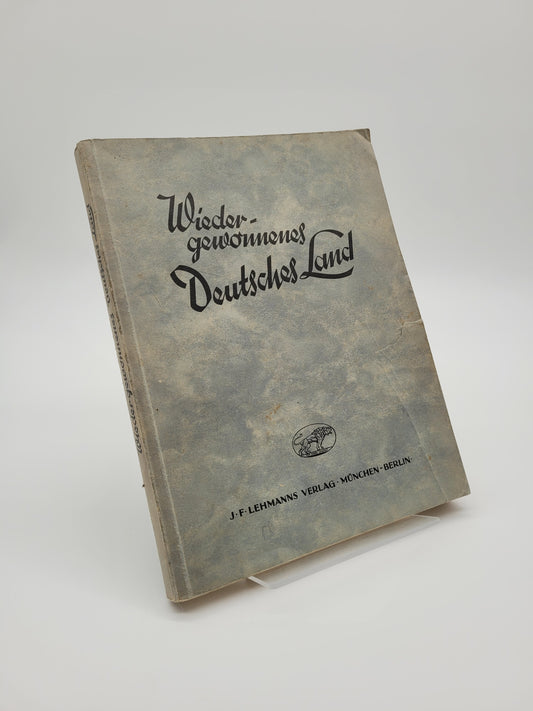 Wieder-
gewonnenes
Deutsches Land
J·F·LEHMANNS VERLAG·MÜNCHEN-BERLIN